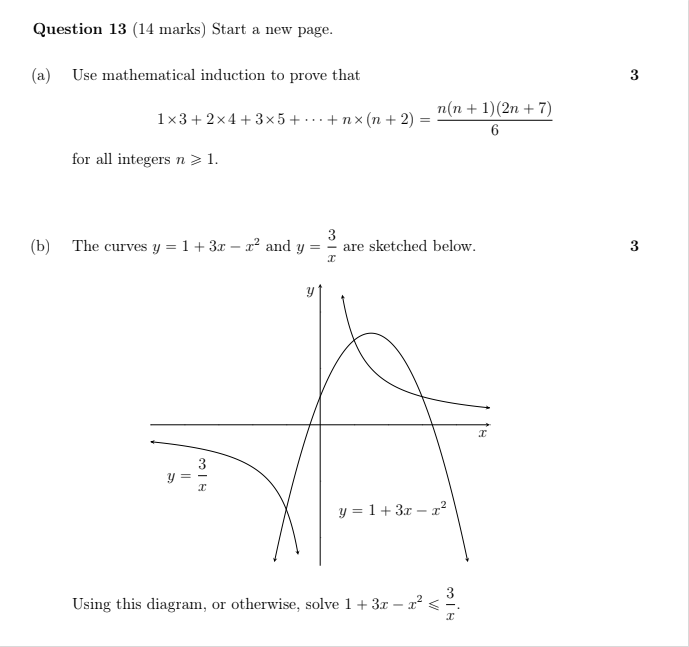 Question 13 (14 marks) Start a new page.
(a) Use mathematical induction to prove that 3
1×3 + 2×4 + 3×5 + ··· + n×(n + 2) = n(n + 1)(2n + 7)/6
for all integers n ⩾ 1.
(b) The curves y = 1 + 3x − x² and y = 3/x are sketched below. 3
y
x
y = 3/x
y = 1 + 3x − x²
Using this diagram, or otherwise, solve 1 + 3x − x² ⩽ 3/x.